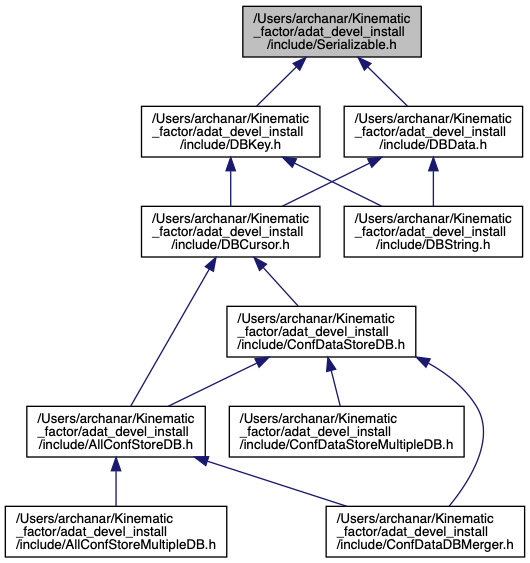 /Users/archanar/Kinematic
_factor/adat_devel_install
/include/Serializable.h
/Users/archanar/Kinematic
_factor/adat_devel_install
/include/DBKey.h
/Users/archanar/Kinematic
_factor/adat_devel_install
/include/DBData.h
/Users/archanar/Kinematic
_factor/adat_devel_install
/include/DBCursor.h
/Users/archanar/Kinematic
_factor/adat_devel_install
/include/DBString.h
/Users/archanar/Kinematic
_factor/adat_devel_install
/include/ConfDataStoreDB.h
/Users/archanar/Kinematic
_factor/adat_devel_install
/include/AllConfStoreDB.h
/Users/archanar/Kinematic
_factor/adat_devel_install
/include/ConfDataStoreMultipleDB.h
/Users/archanar/Kinematic
_factor/adat_devel_install
/include/AllConfStoreMultipleDB.h
/Users/archanar/Kinematic
_factor/adat_devel_install
/include/ConfDataDBMerger.h